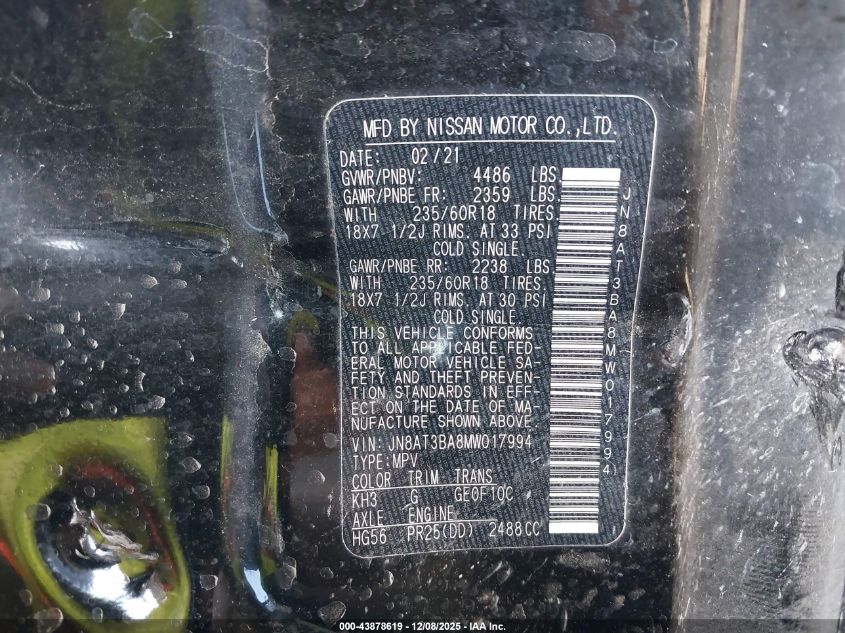 MFD BY NISSAN MOTOR CO.,LTD.
DATE: 02/21
GVWR/PNBV: 4486 LBS.
GAWR/PNBE FR: 2359 LBS.
WITH 235/60R18 TIRES.
18X7 1/2J RIMS. AT 33 PSI
COLD SINGLE.
GAWR/PNBE RR: 2238 LBS.
WITH 235/60R18 TIRES.
18X7 1/2J RIMS. AT 30 PSI
COLD SINGLE.
THIS VEHICLE CONFORMS
TO ALL APPLICABLE FED-
ERAL MOTOR VEHICLE SA-
FETY AND THEFT PREVEN-
TION STANDARDS IN EFF-
ECT ON THE DATE OF MA-
NUFACTURE SHOWN ABOVE.
VIN: JN8AT3BA8MW017994
TYPE:MPV
COLOR TRIM TRANS
KH3 G GE0F10C
AXLE ENGINE
HG56 PR25(DD) 2488CC
JN8AT3BA8MW017994
000-43878619 - 12/08/2025 - IAA Inc.